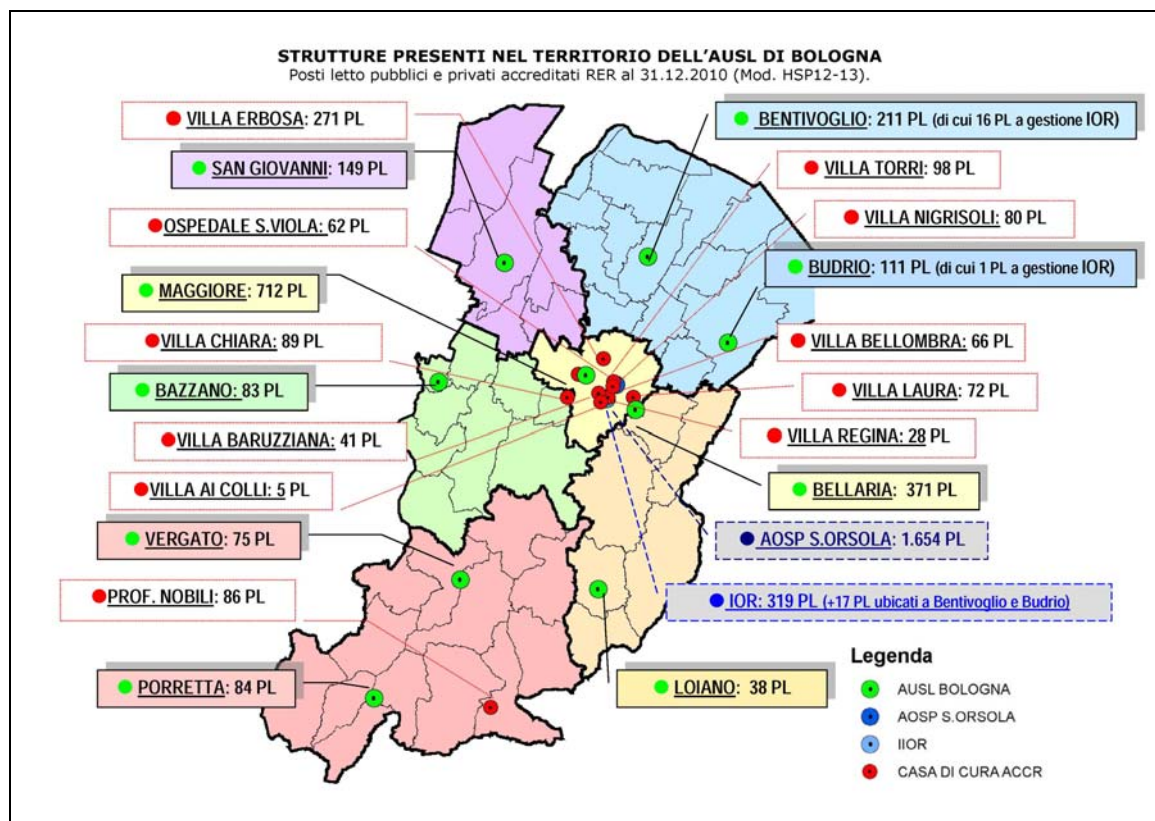 STRUTTURE PRESENTI NEL TERRITORIO DELL'AUSL DI BOLOGNA
Posti letto pubblici e privati accreditati RER al 31.12.2010 (Mod. HSP12-13).
VILLA ERBOSA: 271 PL
SAN GIOVANNI: 149 PL
OSPEDALE S.VIOLA: 62 PL
MAGGIORE: 712 PL
VILLA CHIARA: 89 PL
BAZZANO: 83 PL
VILLA BARUZZIANA: 41 PL
VILLA AI COLLI: 5 PL
VERGATO: 75 PL
PROF. NOBILI: 86 PL
PORRETTA: 84 PL
BENTIVOGLIO: 211 PL (di cui 16 PL a gestione IOR)
VILLA TORRI: 98 PL
VILLA NIGRISOLI: 80 PL
BUDRIO: 111 PL (di cui 1 PL a gestione IOR)
VILLA BELLOMBRA: 66 PL
VILLA LAURA: 72 PL
VILLA REGINA: 28 PL
BELLARIA: 371 PL
AOSP S.ORSOLA: 1.654 PL
IOR: 319 PL (+17 PL ubicati a Bentivoglio e Budrio)
LOIANO: 38 PL
Legenda
AUSL BOLOGNA
AOSP S.ORSOLA
IIOR
CASA DI CURA ACCR